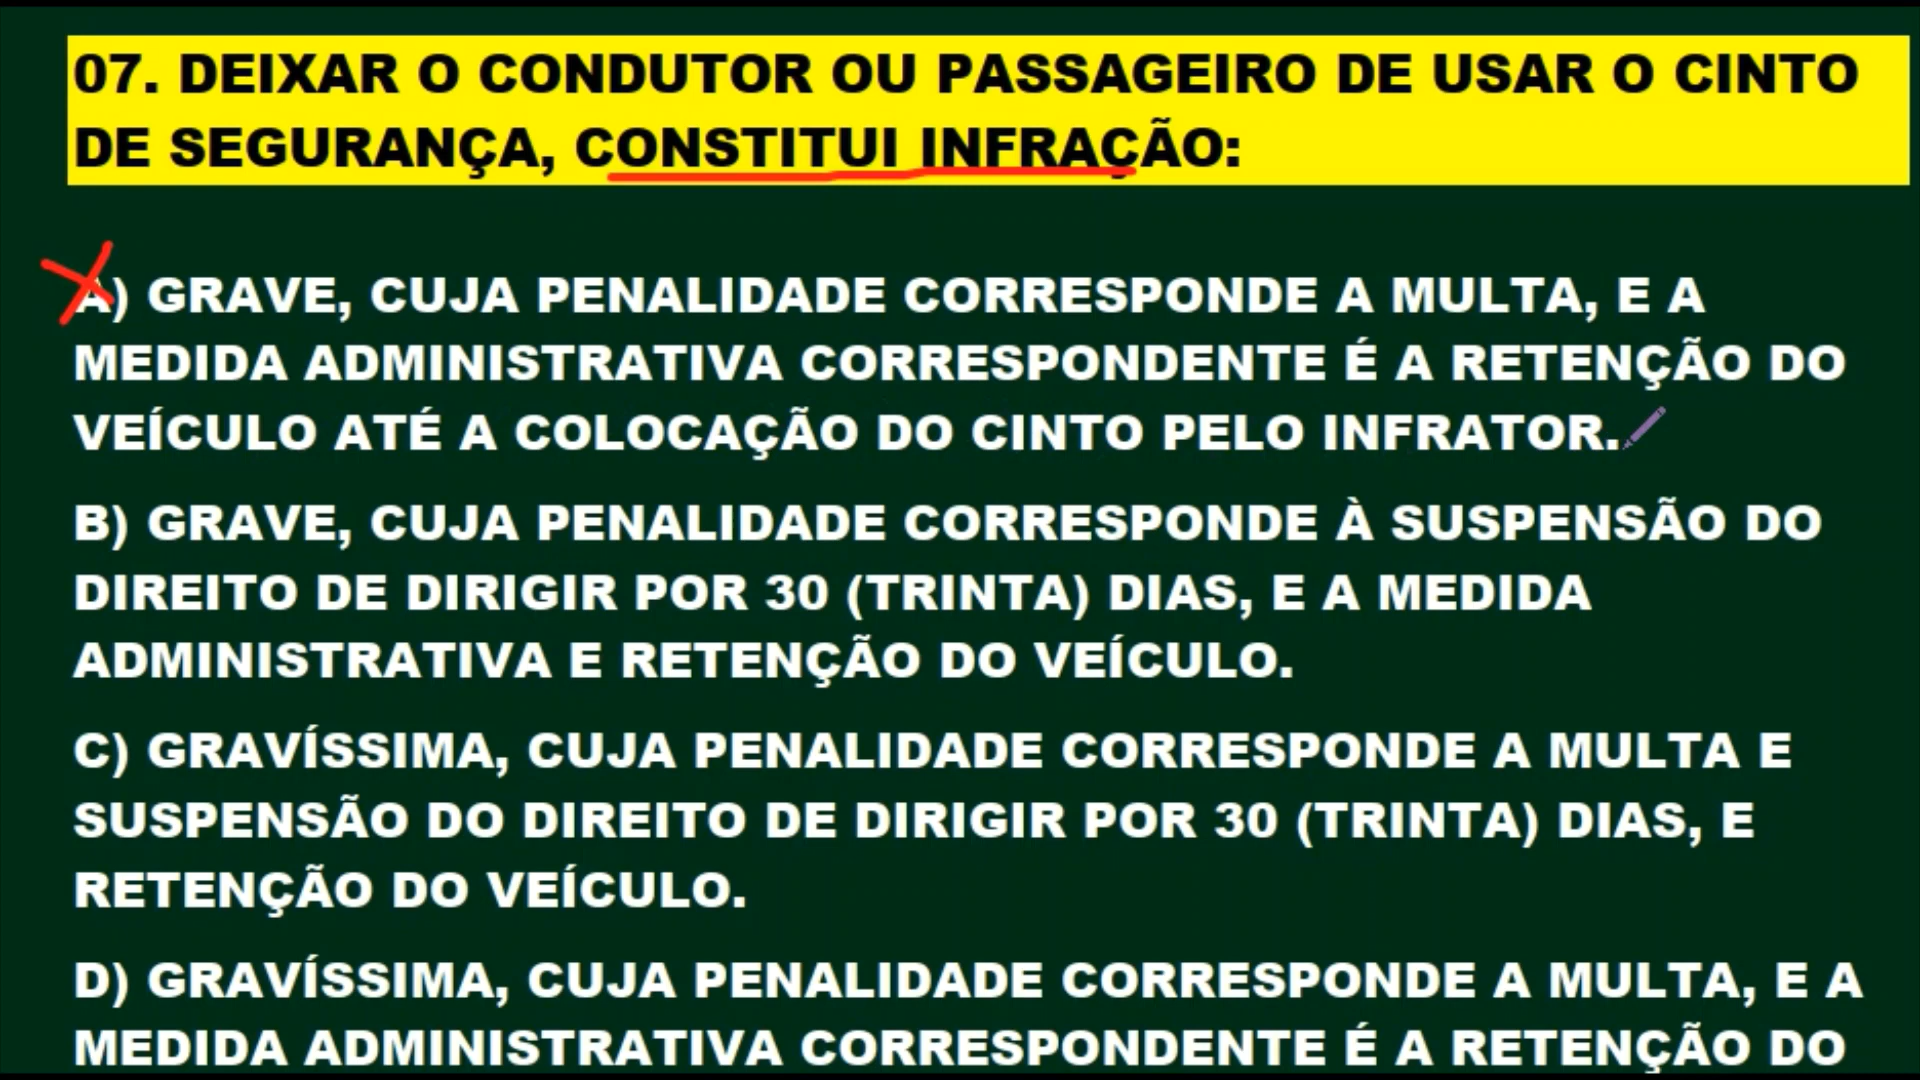 07. DEIXAR O CONDUTOR OU PASSAGEIRO DE USAR O CINTO
DE SEGURANÇA, CONSTITUI INFRAÇÃO:
A) GRAVE, CUJA PENALIDADE CORRESPONDE A MULTA, E A
MEDIDA ADMINISTRATIVA CORRESPONDENTE É A RETENÇÃO DO
VEÍCULO ATÉ A COLOCAÇÃO DO CINTO PELO INFRATOR.
B) GRAVE, CUJA PENALIDADE CORRESPONDE À SUSPENSÃO DO
DIREITO DE DIRIGIR POR 30 (TRINTA) DIAS, E A MEDIDA
ADMINISTRATIVA E RETENÇÃO DO VEÍCULO.
C) GRAVÍSSIMA, CUJA PENALIDADE CORRESPONDE A MULTA E
SUSPENSÃO DO DIREITO DE DIRIGIR POR 30 (TRINTA) DIAS, E
RETENÇÃO DO VEÍCULO.
D) GRAVÍSSIMA, CUJA PENALIDADE CORRESPONDE A MULTA, E A
MEDIDA ADMINISTRATIVA CORRESPONDENTE É A RETENÇÃO DO